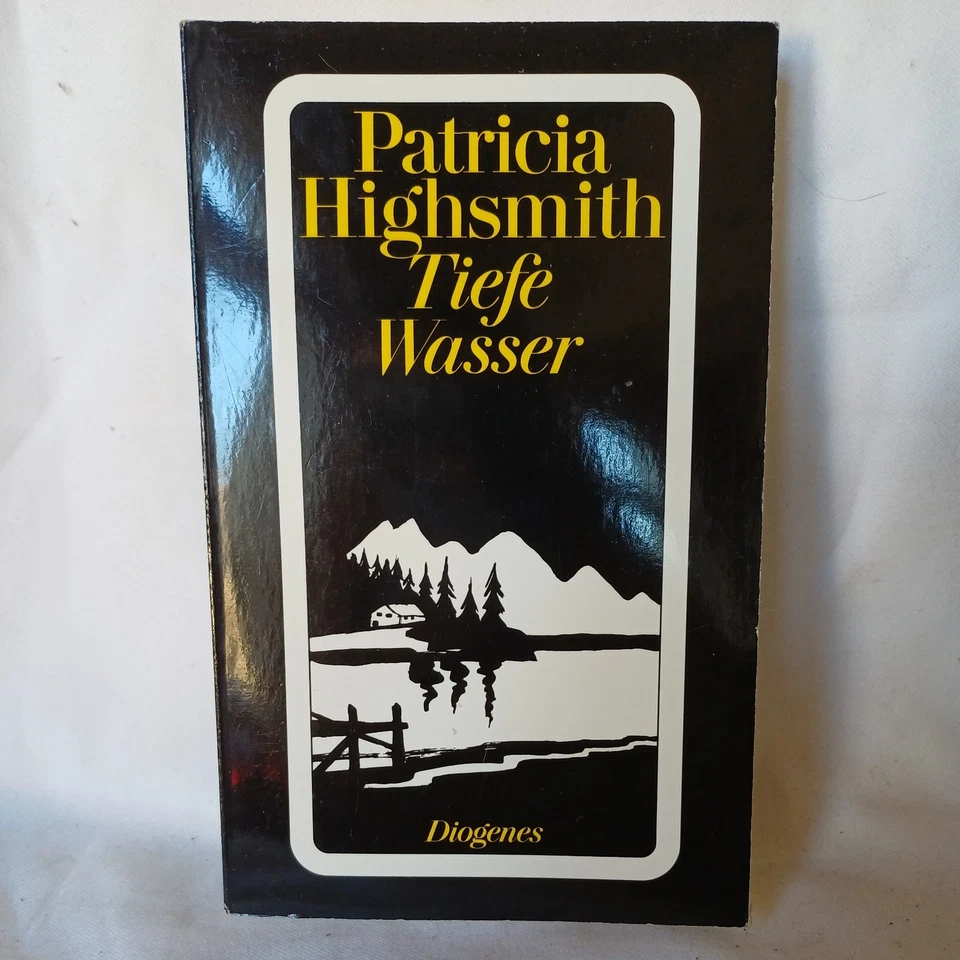 Patricia
Highsmith
Tiefe
Wasser
Diogenes